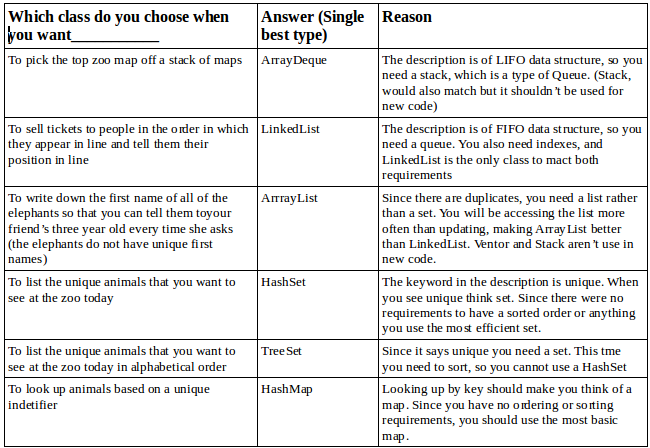 Which class do you choose when
you want___________
Answer (Single
best type)
Reason
To pick the top zoo map off a stack of maps
ArrayDeque
The description is of LIFO data structure, so you
need a stack, which is a type of Queue. (Stack,
would also match but it shouldn't be used for
new code)
To sell tickets to people in the order in which
they appear in line and tell them their
position in line
LinkedList
The description is of FIFO data structure, so you
need a queue. You also need indexes, and
LinkedList is the only class to mact both
requirements
To write down the first name of all of the
elephants so that you can tell them toyour
friend's three year old every time she asks
(the elephants do not have unique first
names)
ArrrayList
Since there are duplicates, you need a list rather
than a set. You will be accessing the list more
often than updating, making ArrayList better
than LinkedList. Ventor and Stack aren't use in
new code.
To list the unique animals that you want to
see at the zoo today
HashSet
The keyword in the description is unique. When
you see unique think set. Since there were no
requirements to have a sorted order or anything
you use the most efficient set.
To list the unique animals that you want to
see at the zoo today in alphabetical order
TreeSet
Since it says unique you need a set. This tme
you need to sort, so you cannot use a HashSet
To look up animals based on a unique
indetifier
HashMap
Looking up by key should make you think of a
map. Since you have no ordering or sorting
requirements, you should use the most basic
map.